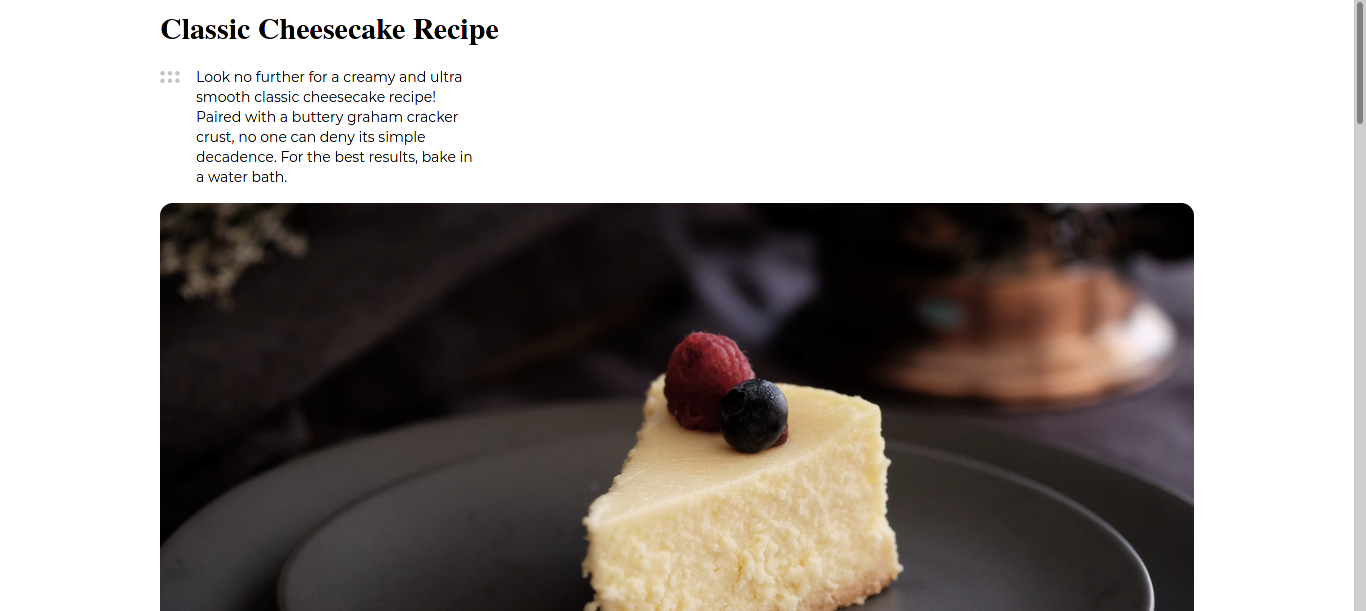 Classic Cheesecake Recipe
Look no further for a creamy and ultra
smooth classic cheesecake recipe!
Paired with a buttery graham cracker
crust, no one can deny its simple
decadence. For the best results, bake in
a water bath.